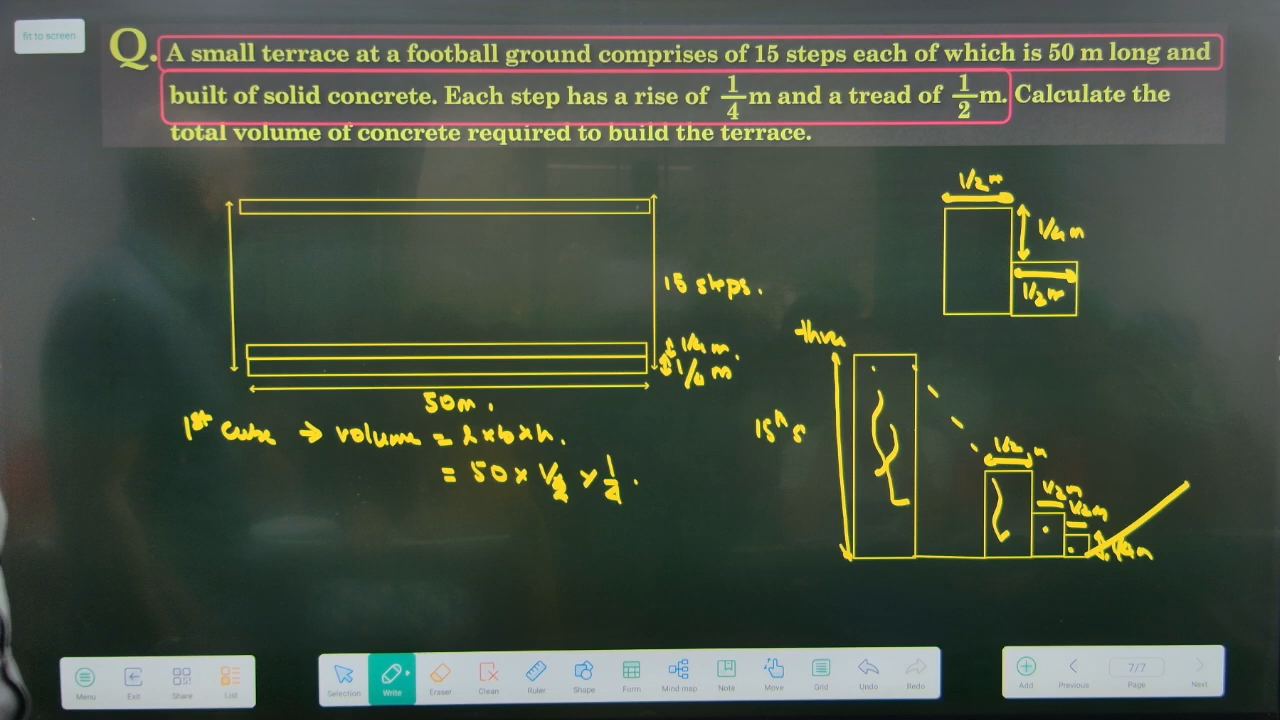 fit to screen
Q. A small terrace at a football ground comprises of 15 steps each of which is 50 m long and
built of solid concrete. Each step has a rise of 1/4 m and a tread of 1/2 m. Calculate the
total volume of concrete required to build the terrace.
1/2 m
1/4 m
1/2 m
15 steps.
1/4 m.
1/4 m
50m.
1st cube → volume = l×b×h.
= 50 × 1/2 × 1/4.
1/2 m
1/2 m
1/2 m
1/4 m
Menu Exit Share List
Selection Write Eraser Clean Ruler Shape Form Mind map Note Move Grid Undo Redo
Add Previous 7/7 Page Next